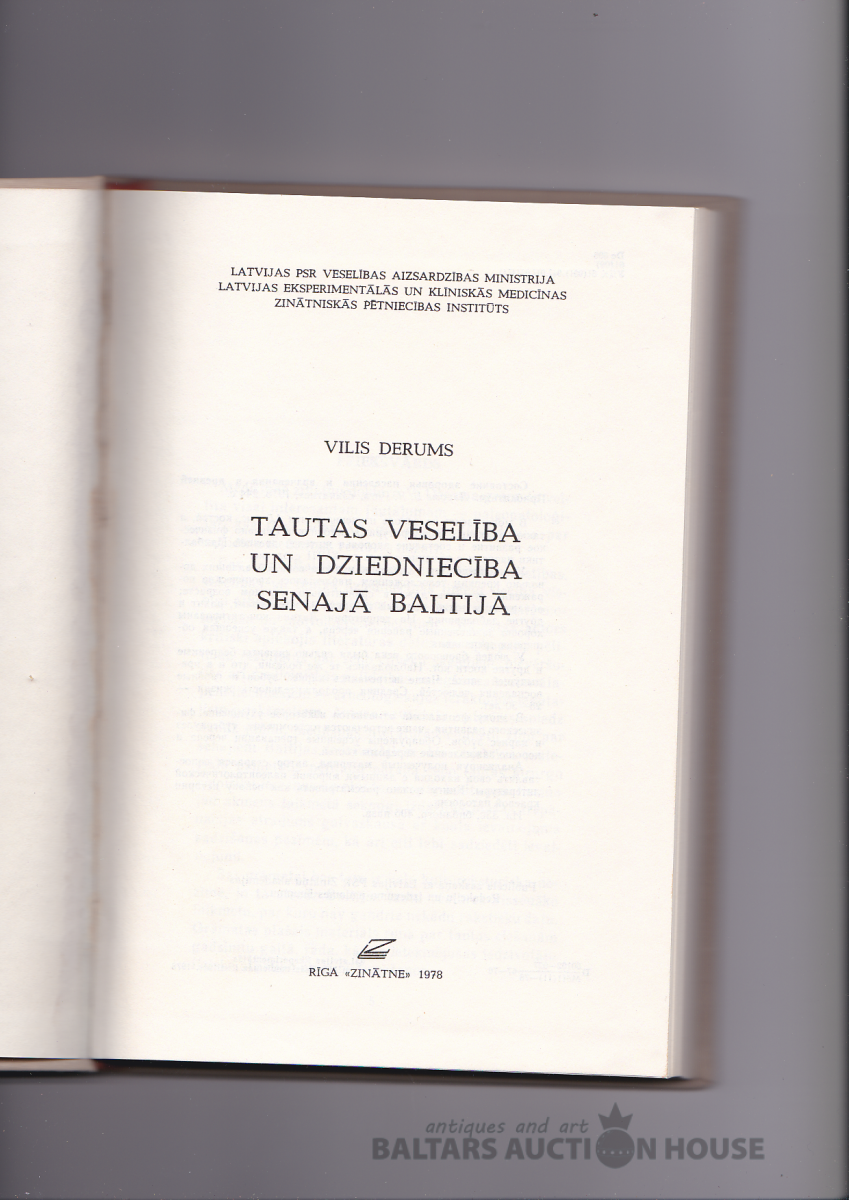 LATVIJAS PSR VESELĪBAS AIZSARDZĪBAS MINISTRIJA
LATVIJAS EKSPERIMENTĀLĀS UN KLĪNISKĀS MEDICĪNAS
ZINĀTNISKĀS PĒTNIECĪBAS INSTITŪTS
VILIS DERUMS
TAUTAS VESELĪBA
UN DZIEDNIECĪBA
SENAJĀ BALTIJĀ
RĪGA «ZINĀTNE» 1978
antiques and art
BALTARS AUCTION HOUSE